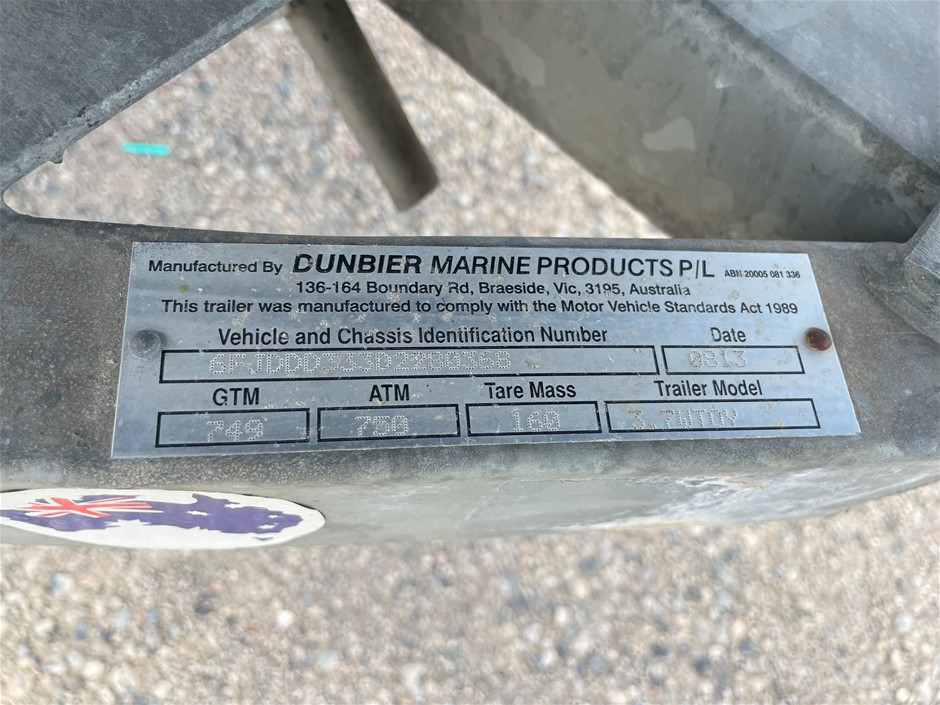 Manufactured By DUNBIER MARINE PRODUCTS P/L ABN 20005 081 336
136-164 Boundary Rd, Braeside, Vic, 3195, Australia
This trailer was manufactured to comply with the Motor Vehicle Standards Act 1989
Vehicle and Chassis Identification Number Date
0813
GTM ATM Tare Mass Trailer Model
749 750 160 3.7WTMY